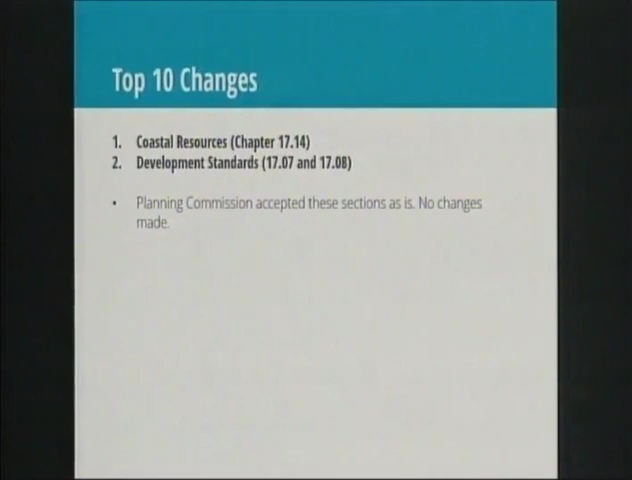 Top 10 Changes
1. Coastal Resources (Chapter 17.14)
2. Development Standards (17.07 and 17.08)
• Planning Commission accepted these sections as is. No changes
made.